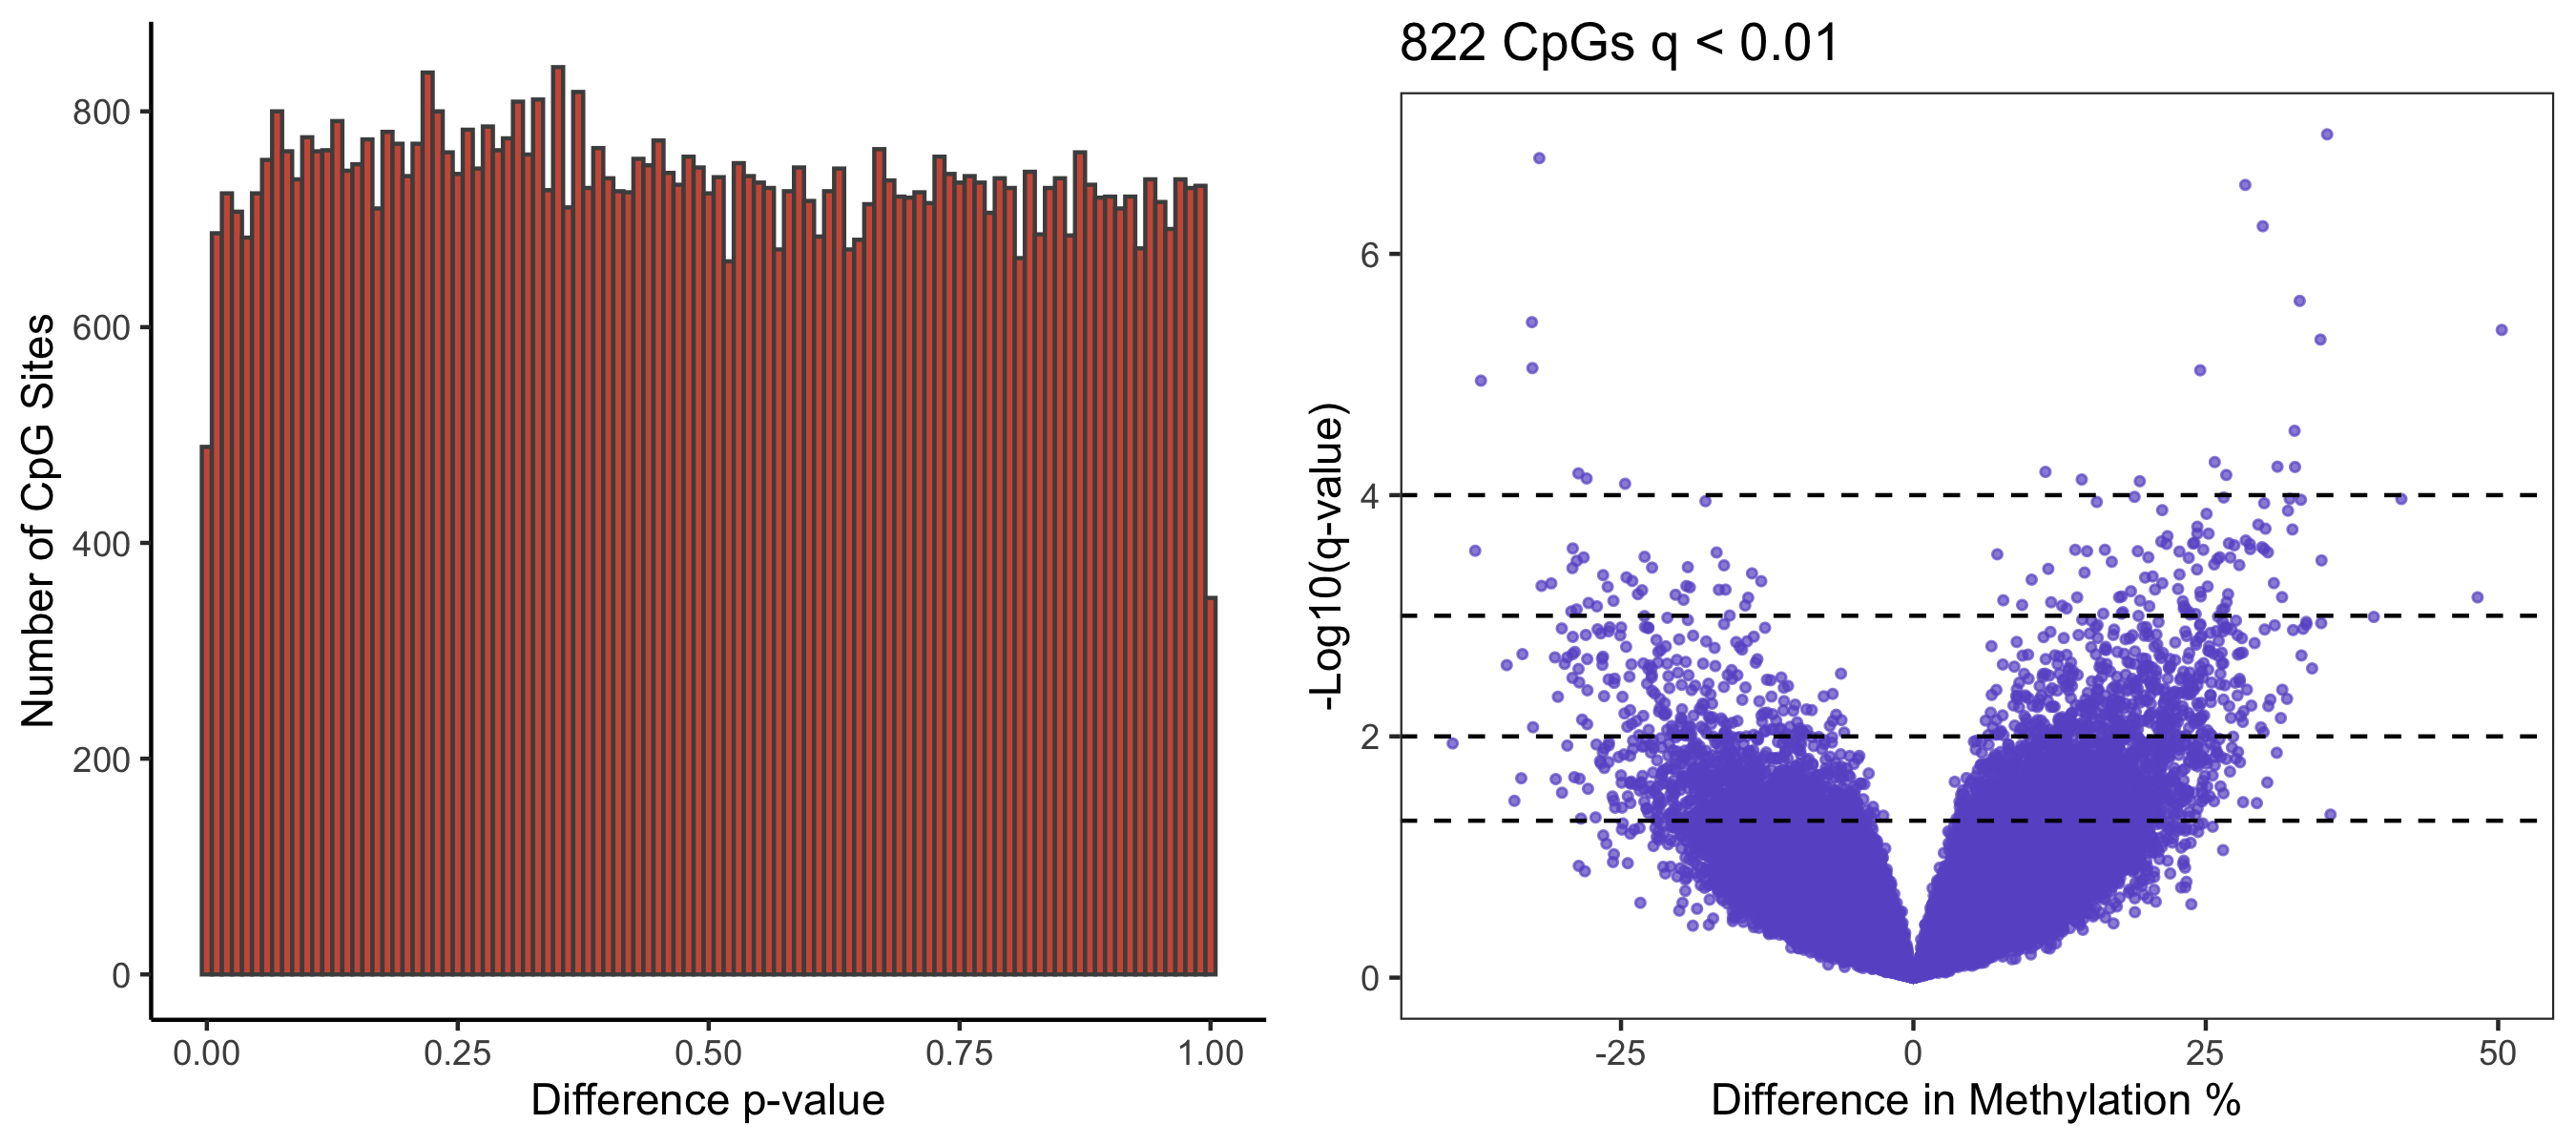 Number of CpG Sites
800
600
400
200
0
0.00 0.25 0.50 0.75 1.00
Difference p-value
822 CpGs q < 0.01
-Log10(q-value)
6
4
2
0
-25 0 25 50
Difference in Methylation %